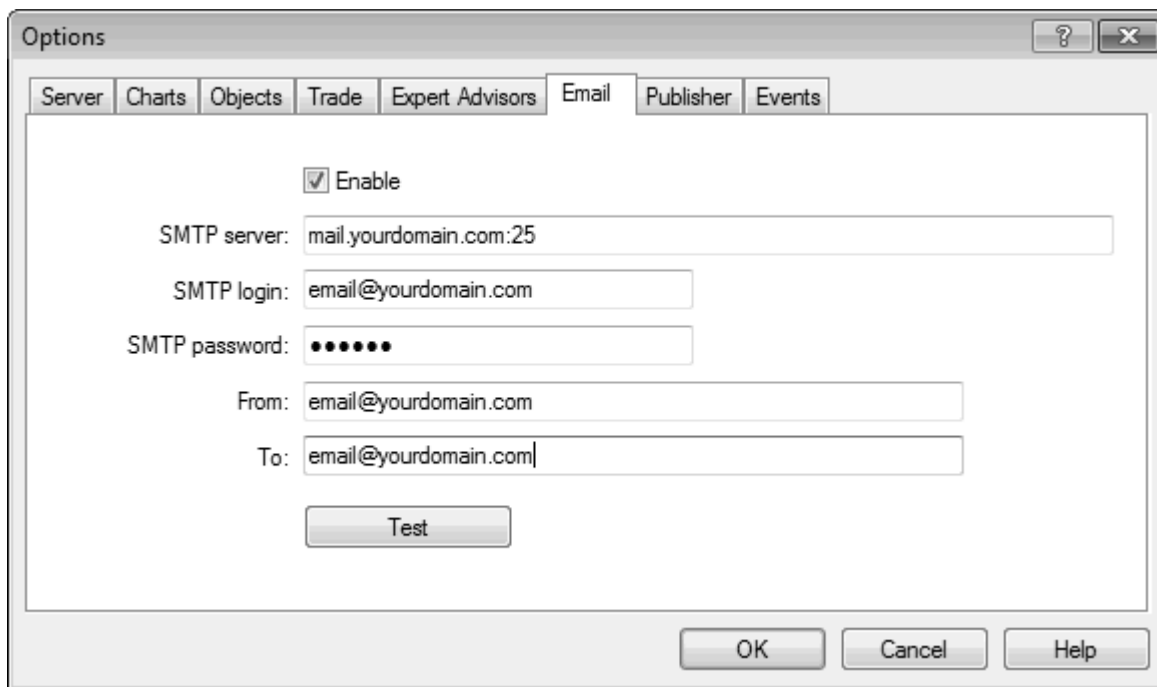 Options
Server Charts Objects Trade Expert Advisors Email Publisher Events
Enable
SMTP server: mail.yourdomain.com:25
SMTP login: email@yourdomain.com
SMTP password: ••••••
From: email@yourdomain.com
To: email@yourdomain.com
Test
OK Cancel Help